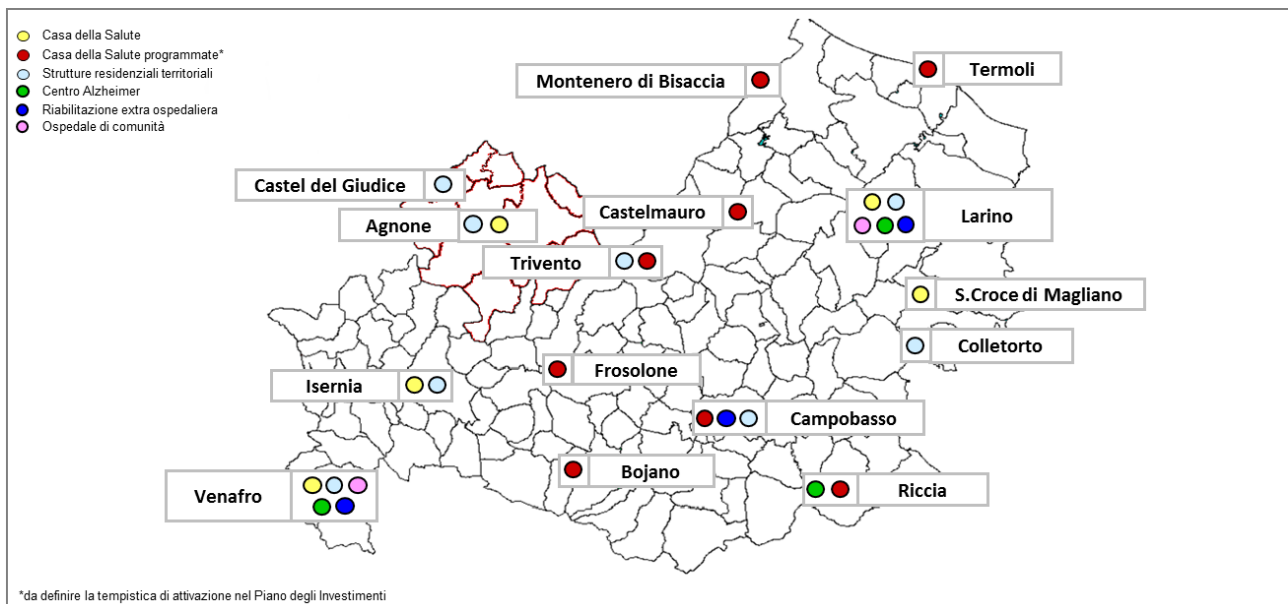 Casa della Salute
Casa della Salute programmate*
Strutture residenziali territoriali
Centro Alzheimer
Riabilitazione extra ospedaliera
Ospedale di comunità
Termoli
Montenero di Bisaccia
Castel del Giudice
Agnone
Castelmauro
Larino
Trivento
S.Croce di Magliano
Colletorto
Frosolone
Isernia
Campobasso
Bojano
Riccia
Venafro
*da definire la tempistica di attivazione nel Piano degli Investimenti